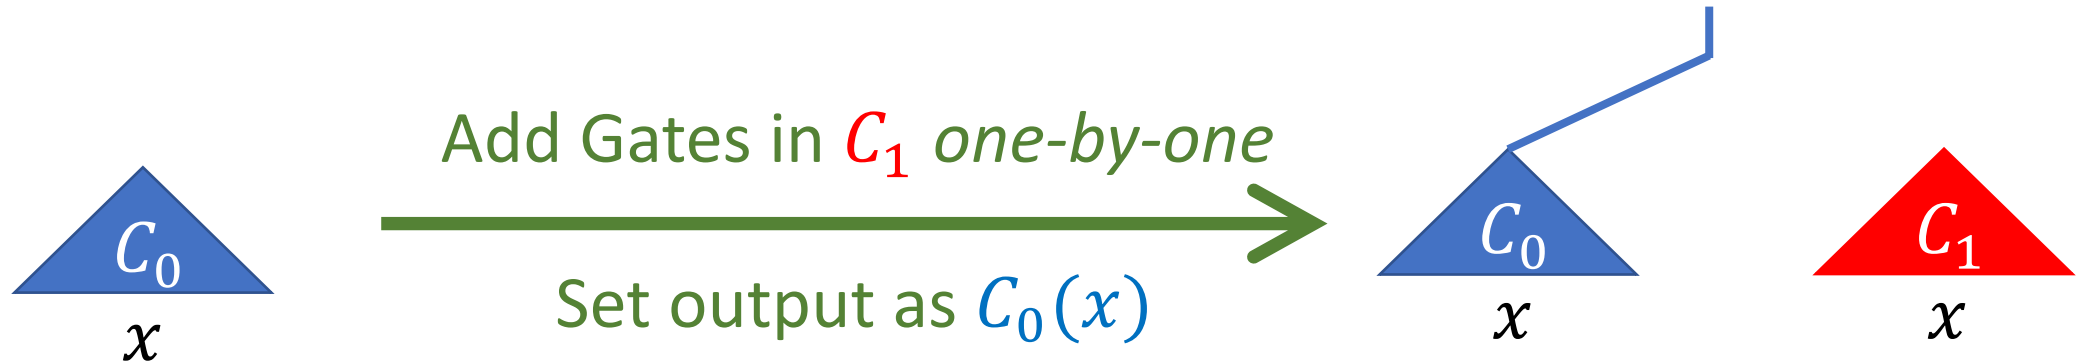 C₀
x
Add Gates in C₁ one-by-one
Set output as C₀(x)
C₀
x
C₁
x